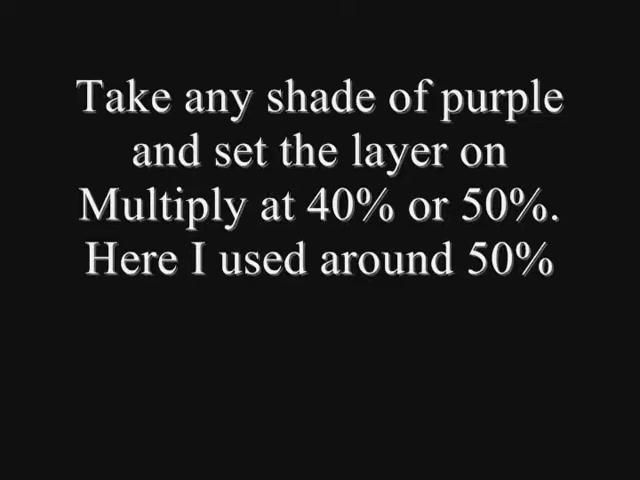 Take any shade of purple
and set the layer on
Multiply at 40% or 50%.
Here I used around 50%